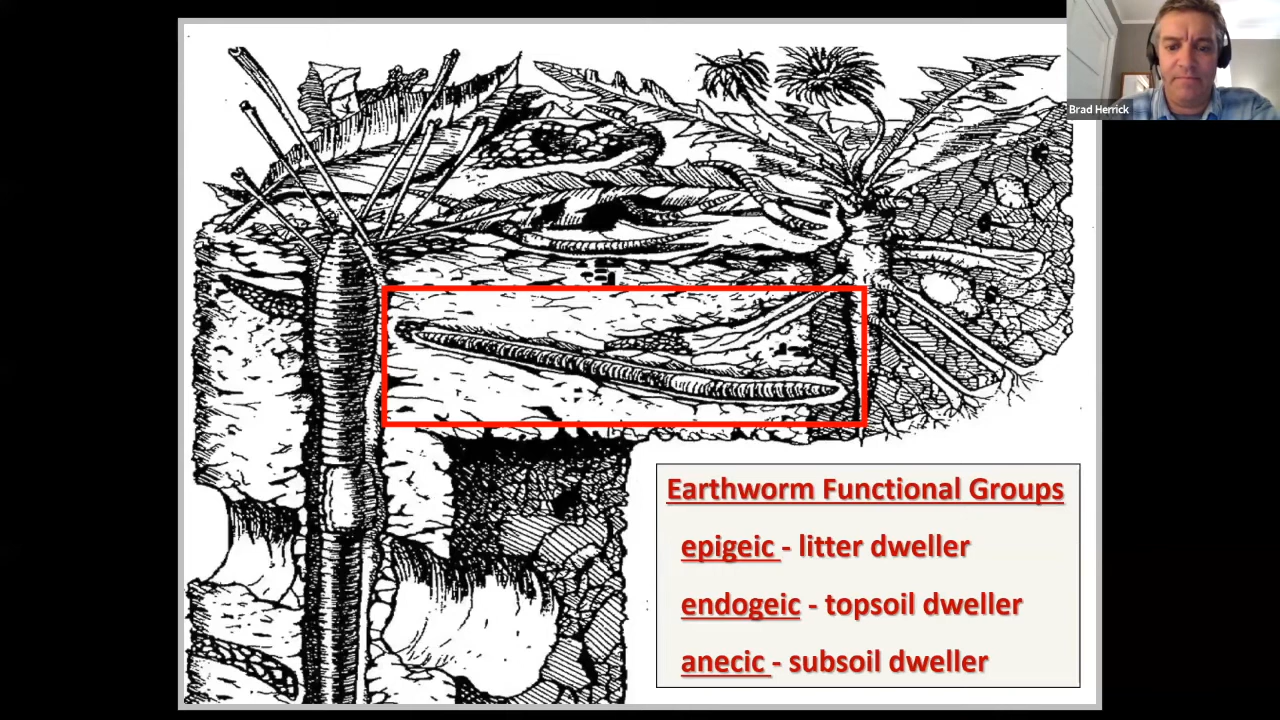 Brad Herrick
Earthworm Functional Groups
epigeic - litter dweller
endogeic - topsoil dweller
anecic - subsoil dweller